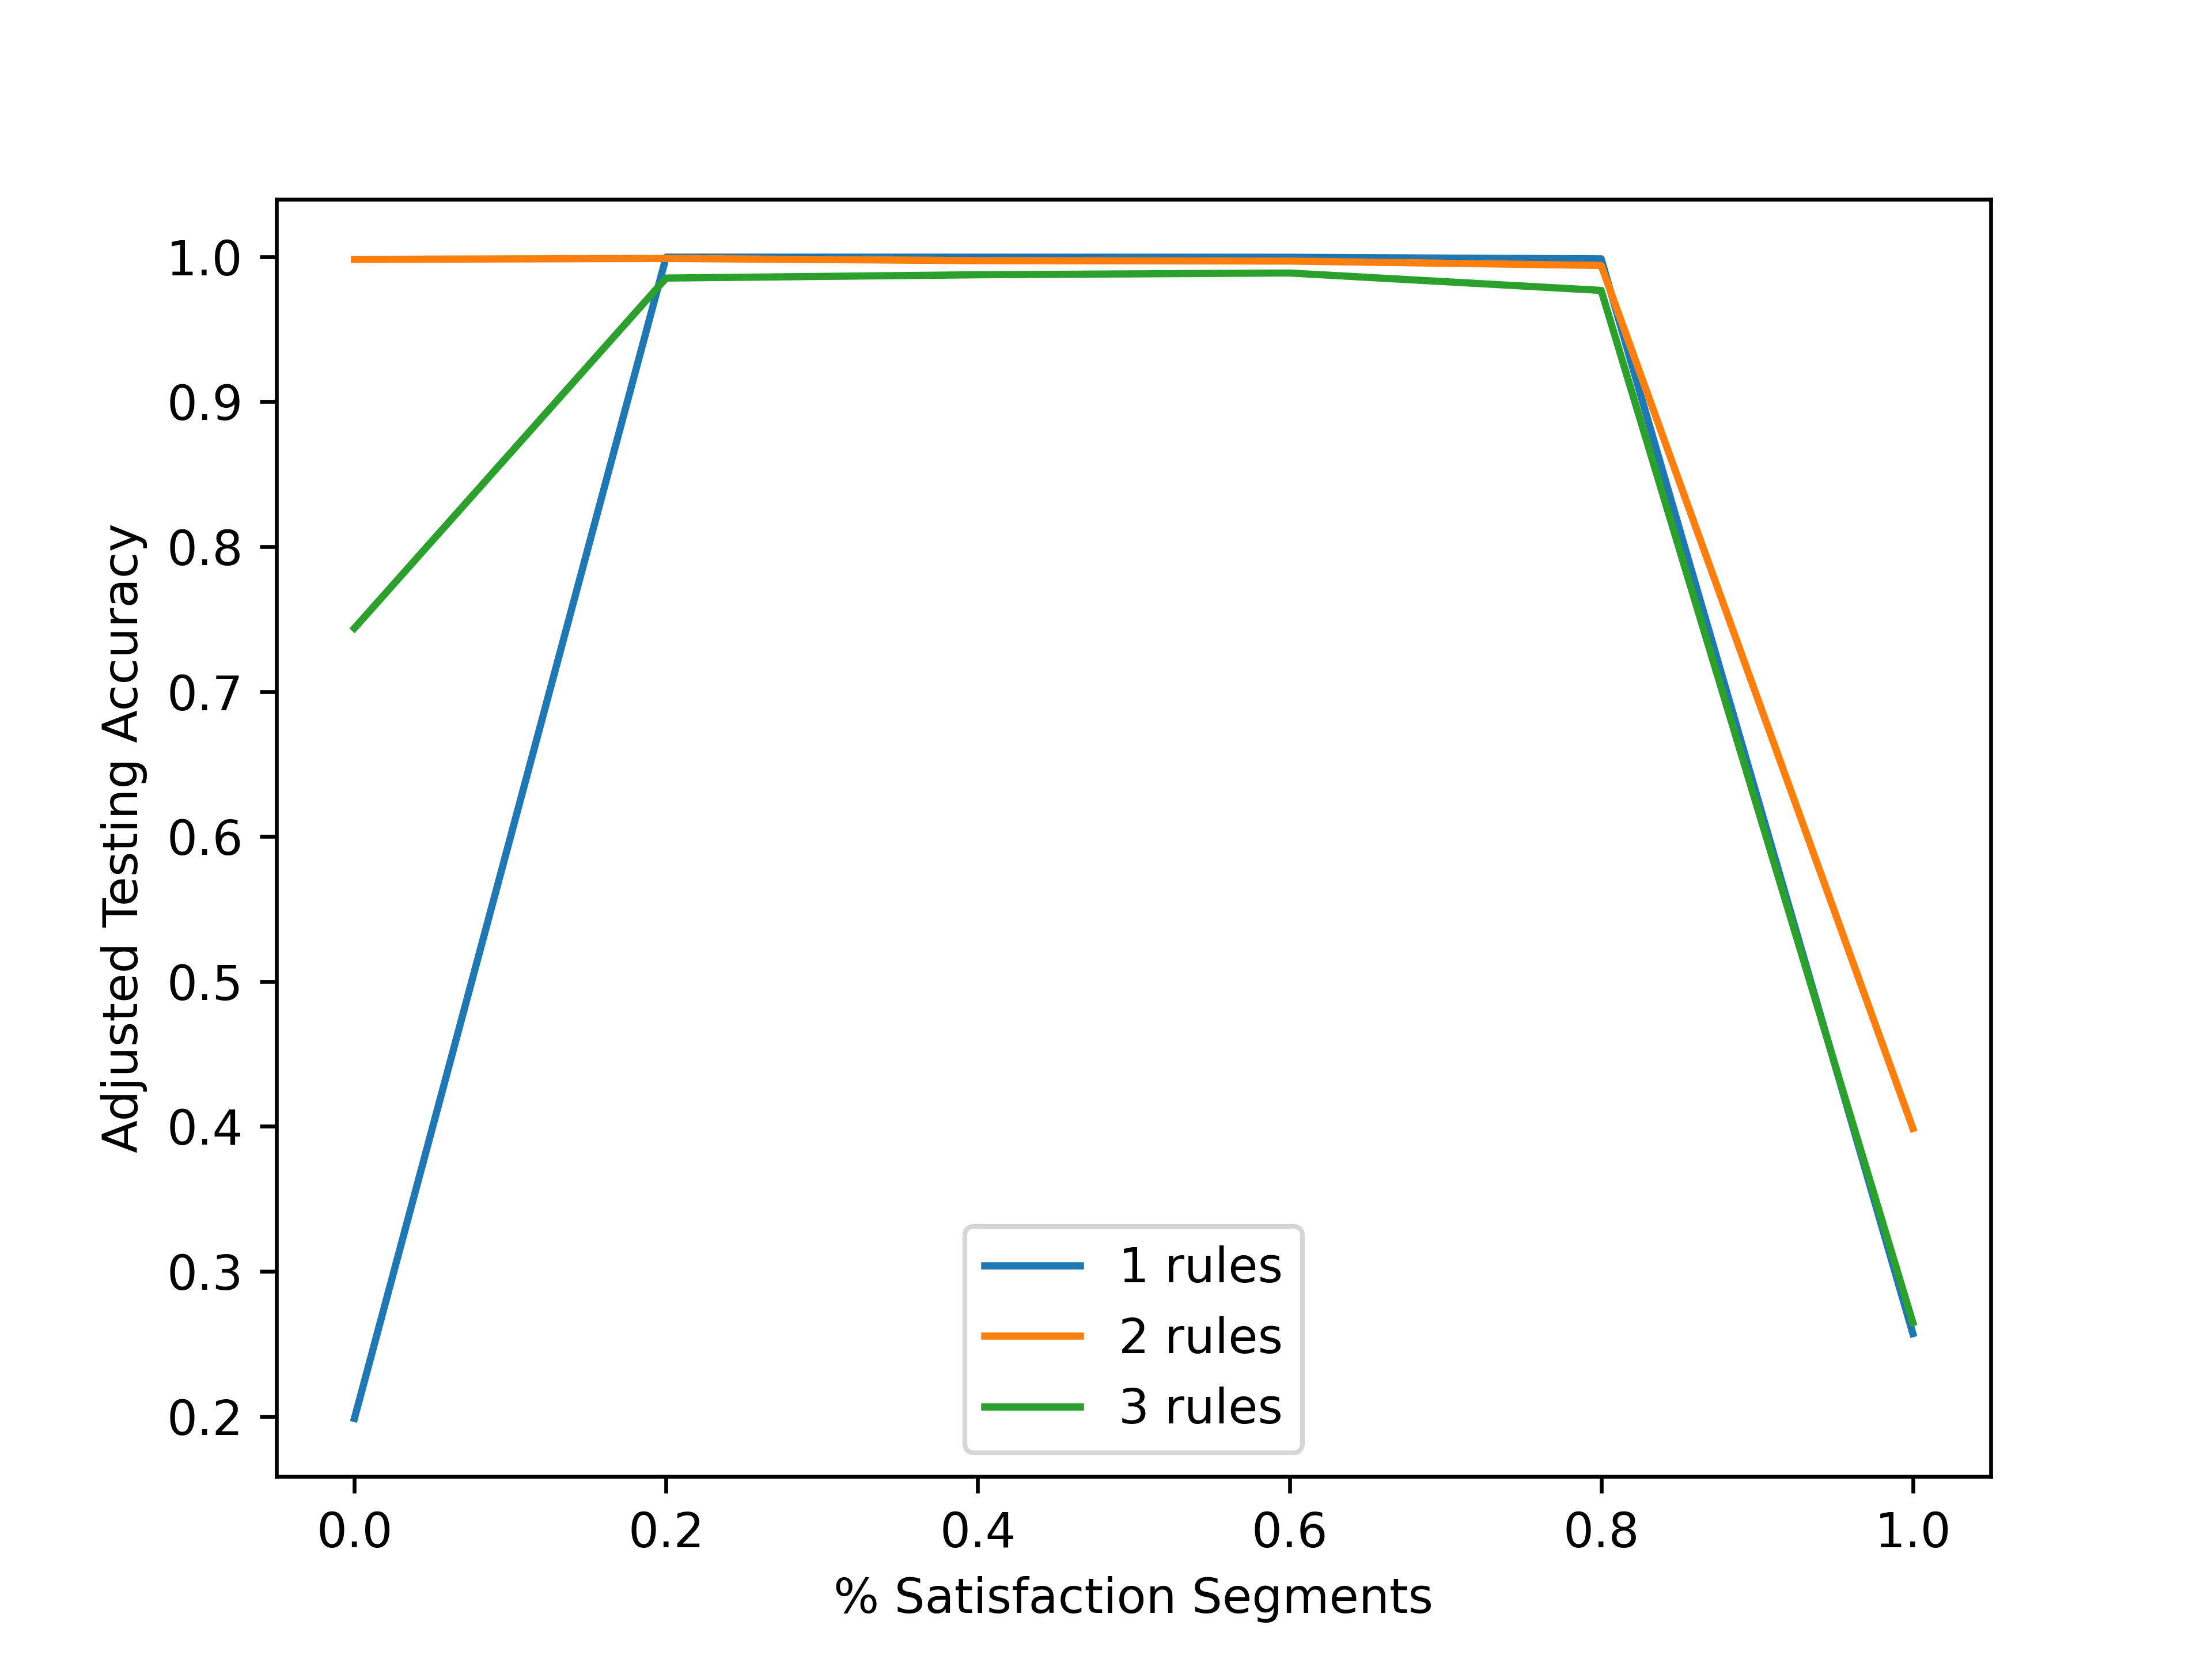 Adjusted Testing Accuracy
1.0
0.9
0.8
0.7
0.6
0.5
0.4
0.3
0.2
1 rules
2 rules
3 rules
0.0 0.2 0.4 0.6 0.8 1.0
% Satisfaction Segments